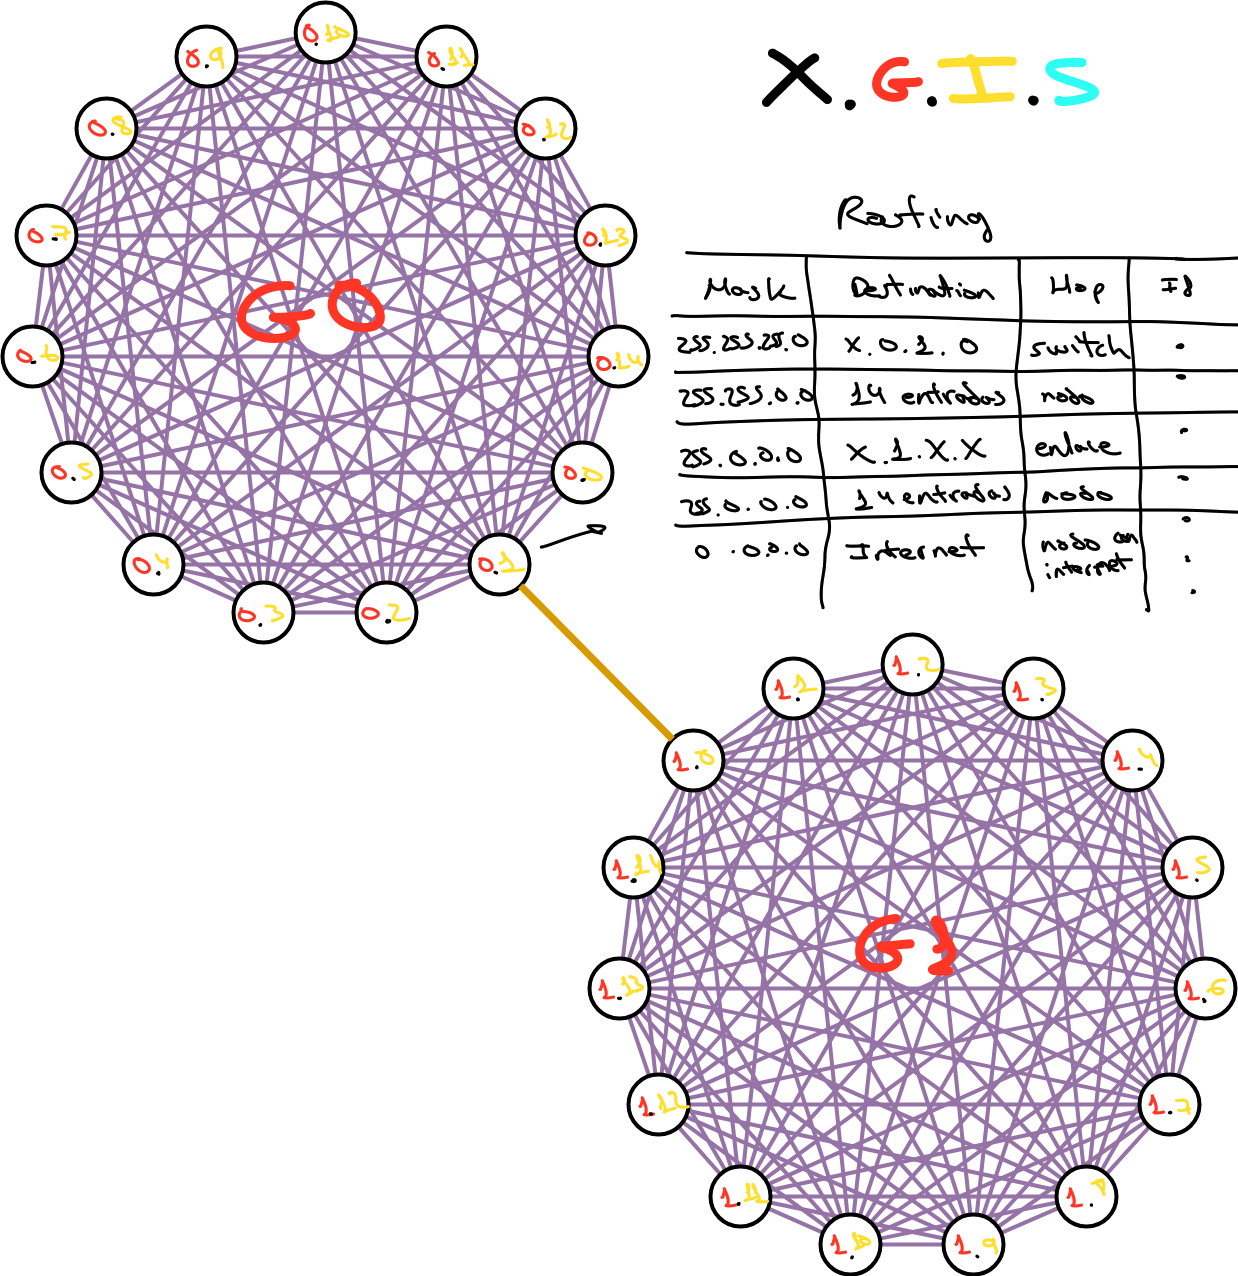 0.10
0.9
0.11
X.G.I.S
0.8
0.12
Routing
0.7
0.13
Mask Destination Hop If
G0
255.255.255.0 X.0.1.0 switch .
0.6
0.14
255.255.0.0 14 entradas nodo
255.0.0.0 X.1.X.X enlace
0.5
0.0
255.0.0.0 14 entradas nodo
0.0.0.0 Internet nodo con
internet
0.4
0.1
0.3
0.2
1.2
1.1
1.3
1.0
1.4
1.14
1.5
G1
1.13
1.6
1.12
1.7
1.11
1.10
1.9